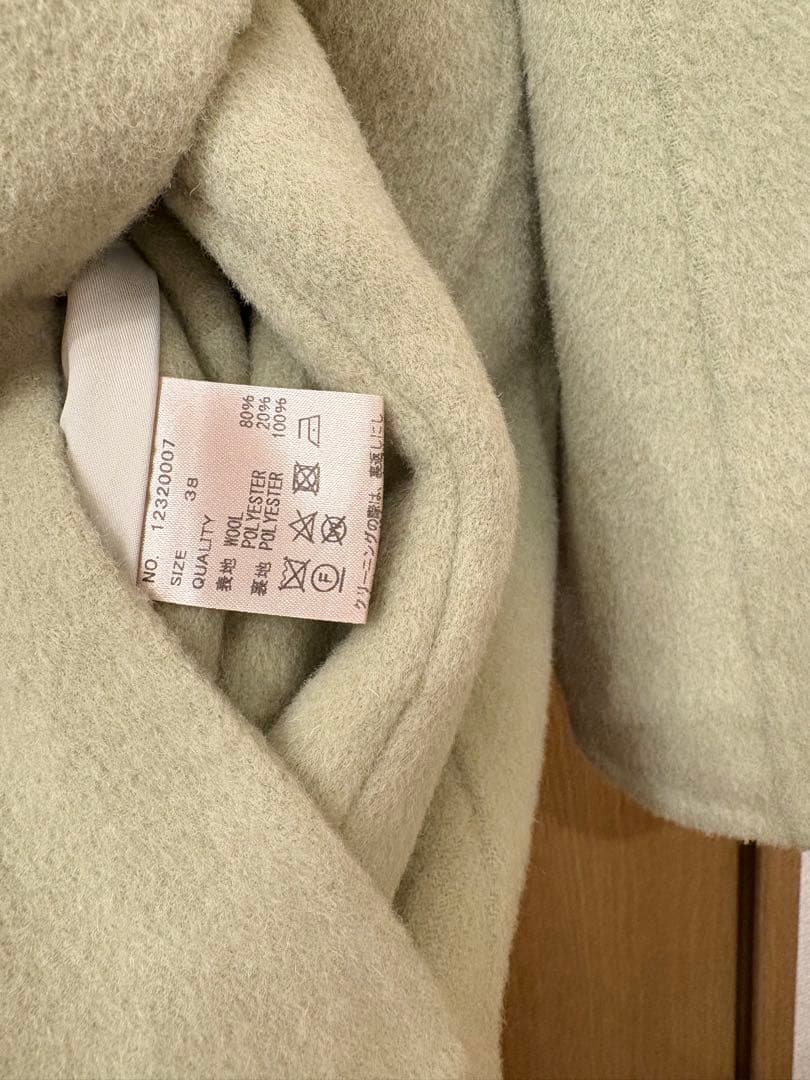 NO. 12320007
SIZE 38
QUALITY
表地 WOOL 80%
POLYESTER 20%
裏地 POLYESTER 100%
F
W
クリーニングの際は、裏返しにし